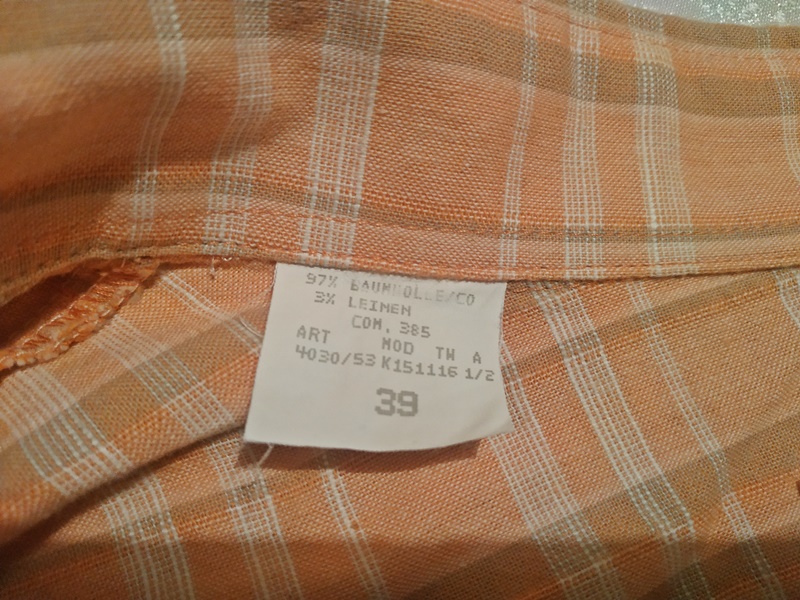 97% BAUMWOLLE/CO
3% LEINEN
COM. 385
ART MOD TW A
4030/53 K151116 1/2
39